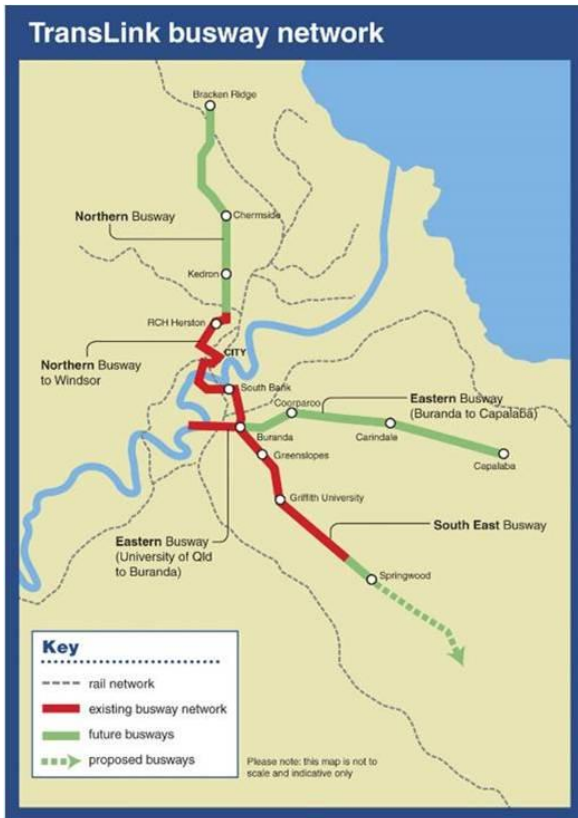 TransLink busway network
Bracken Ridge
Northern Busway
Chermside
Kedron
RCH Herston
CITY
Northern Busway
to Windsor
South Bank
Coorparoo
Eastern Busway
(Buranda to Capalaba)
Buranda
Carindale
Greenslopes
Capalaba
Griffith University
Eastern Busway
(University of Qld
to Buranda)
South East Busway
Springwood
Key
rail network
existing busway network
future busways
proposed busways
Please note: this map is not to
scale and indicative only